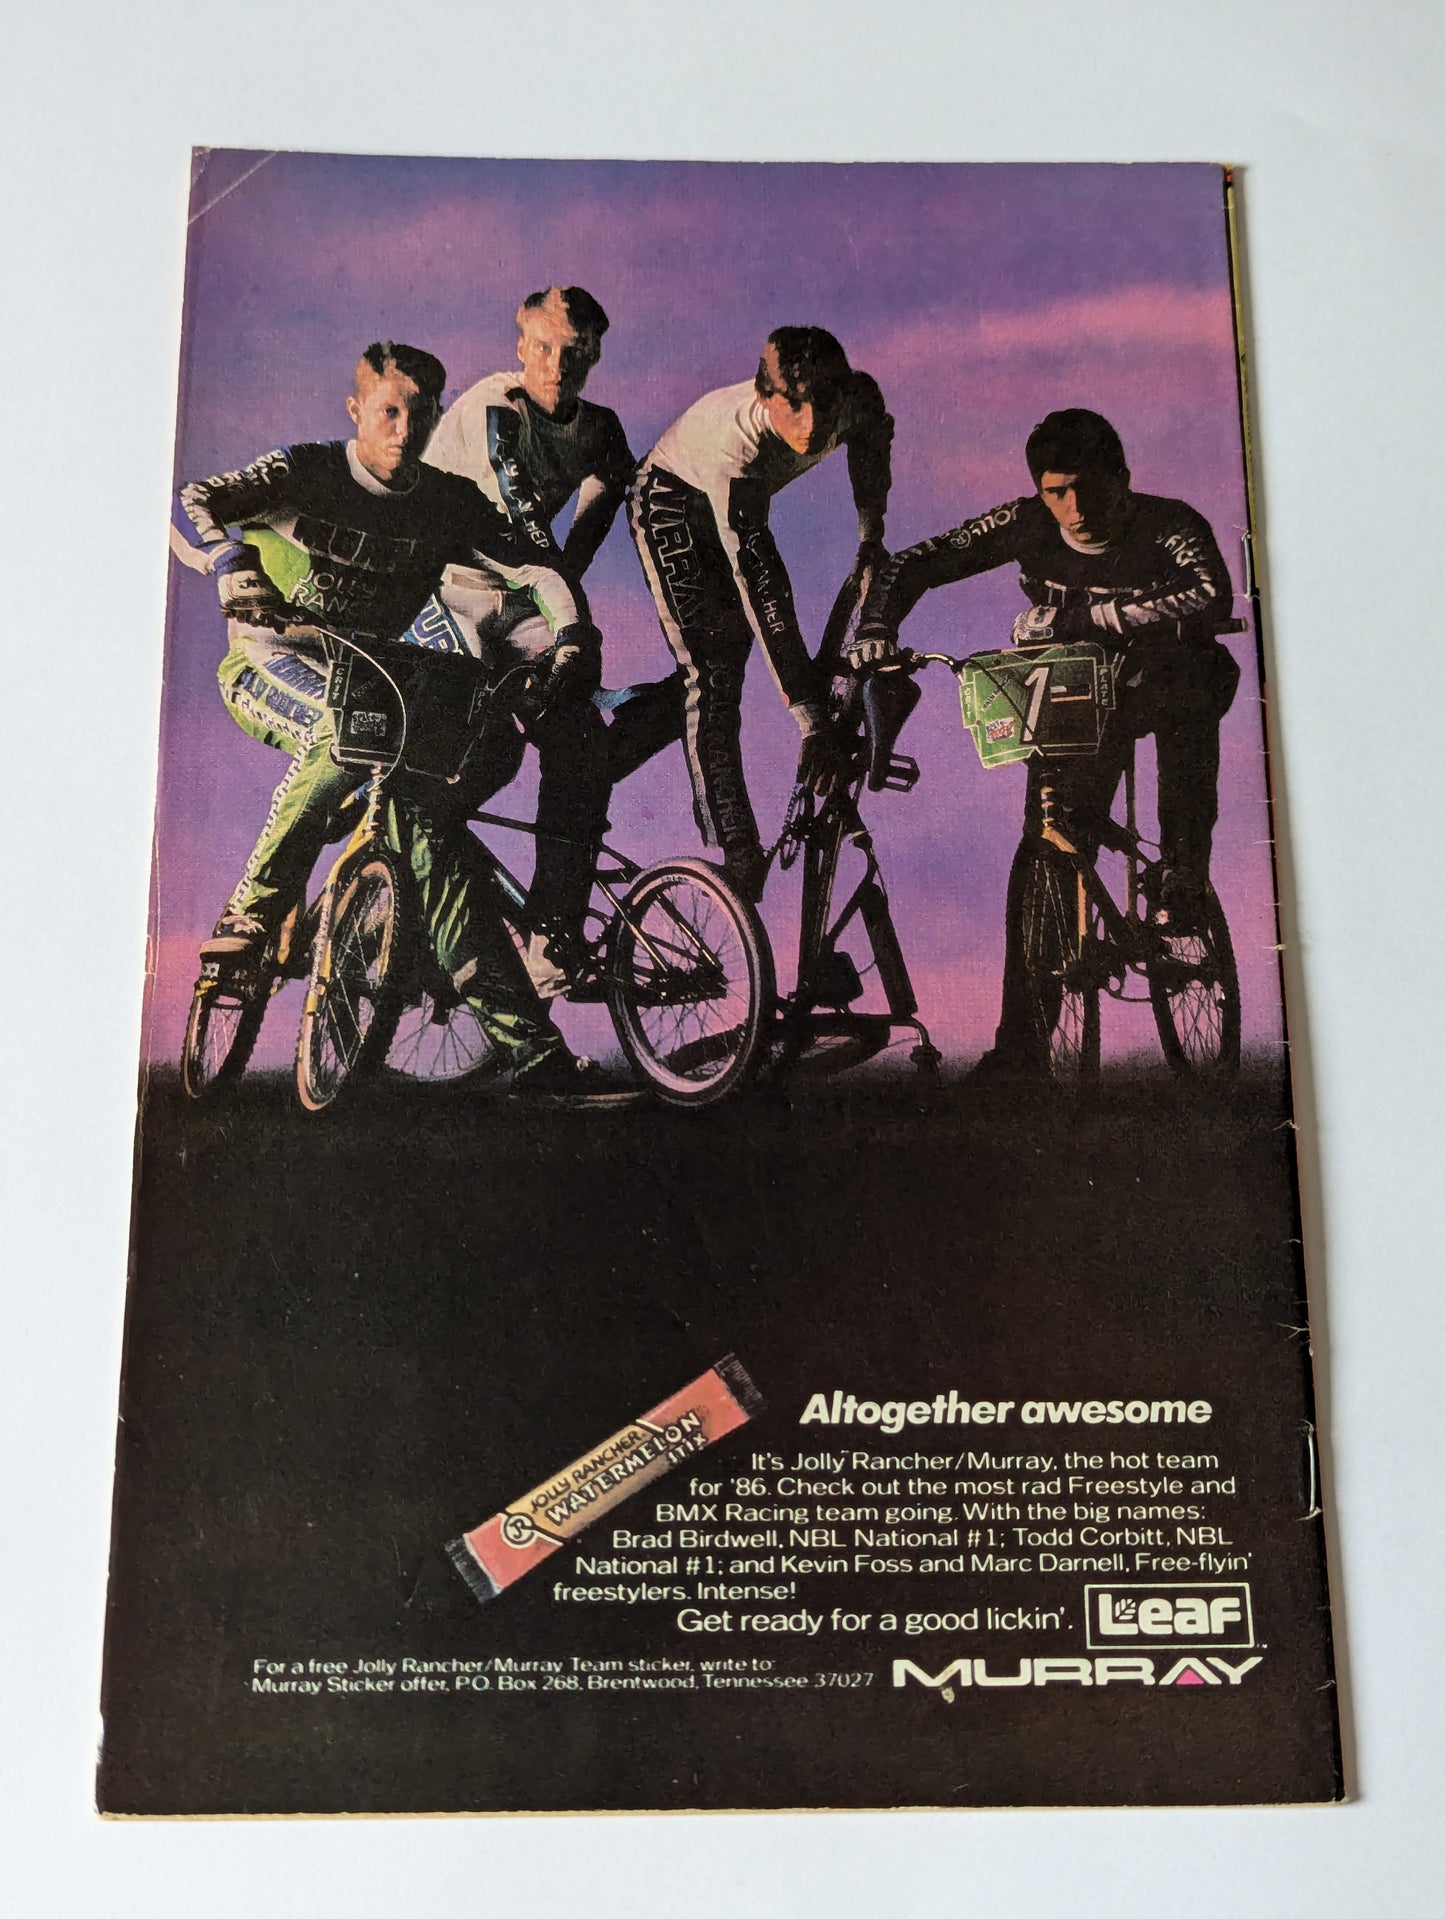 MURRAY
JOLLY
RANCHER
1
JOLLY RANCHER
WATERMELON
STIX
Altogether awesome
It's Jolly Rancher/Murray, the hot team
for '86. Check out the most rad Freestyle and
BMX Racing team going. With the big names:
Brad Birdwell, NBL National #1; Todd Corbitt, NBL
National #1; and Kevin Foss and Marc Darnell, Free-flyin'
freestylers. Intense!
Get ready for a good lickin'.
Leaf
For a free Jolly Rancher/Murray Team sticker, write to
Murray Sticker offer, P.O. Box 268, Brentwood, Tennessee 37027
MURRAY